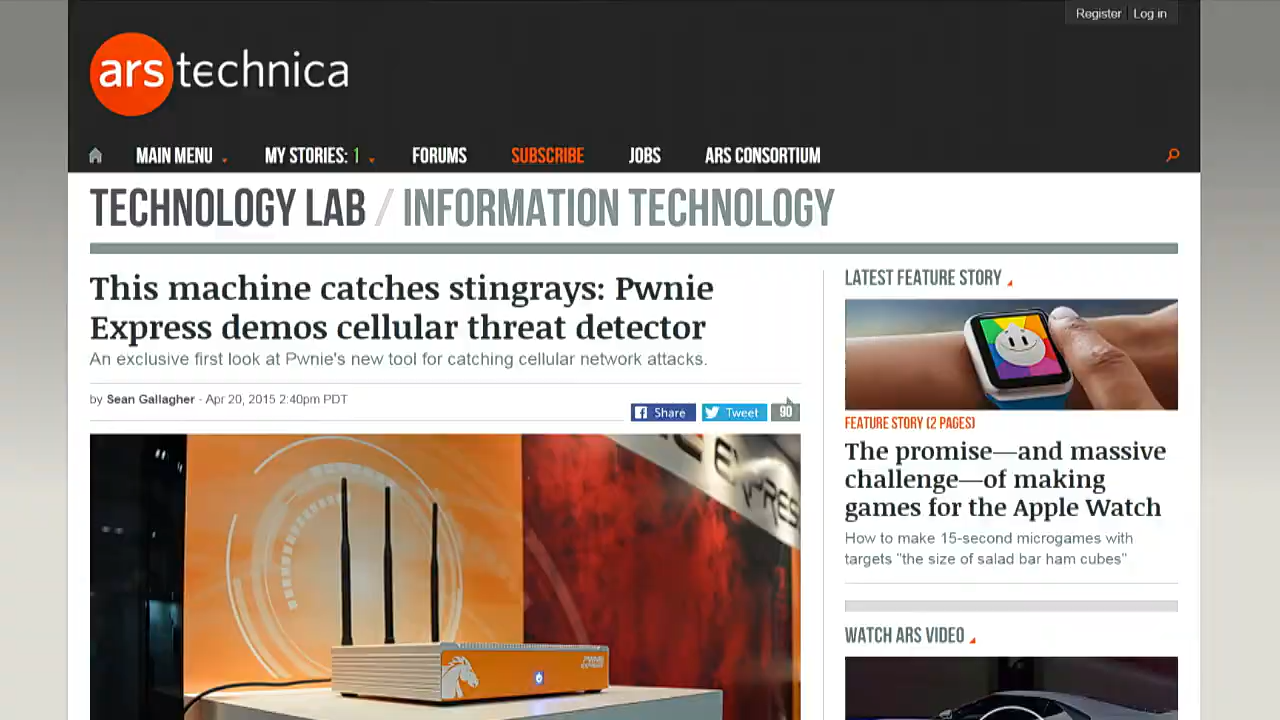 Register
Log in
ars technica
MAIN MENU
MY STORIES: 1
FORUMS
SUBSCRIBE
JOBS
ARS CONSORTIUM
TECHNOLOGY LAB / INFORMATION TECHNOLOGY
This machine catches stingrays: Pwnie
Express demos cellular threat detector
An exclusive first look at Pwnie's new tool for catching cellular network attacks.
by Sean Gallagher - Apr 20, 2015 2:40pm PDT
Share
Tweet
90
LATEST FEATURE STORY
FEATURE STORY (2 PAGES)
The promise—and massive
challenge—of making
games for the Apple Watch
How to make 15-second microgames with
targets "the size of salad bar ham cubes"
WATCH ARS VIDEO